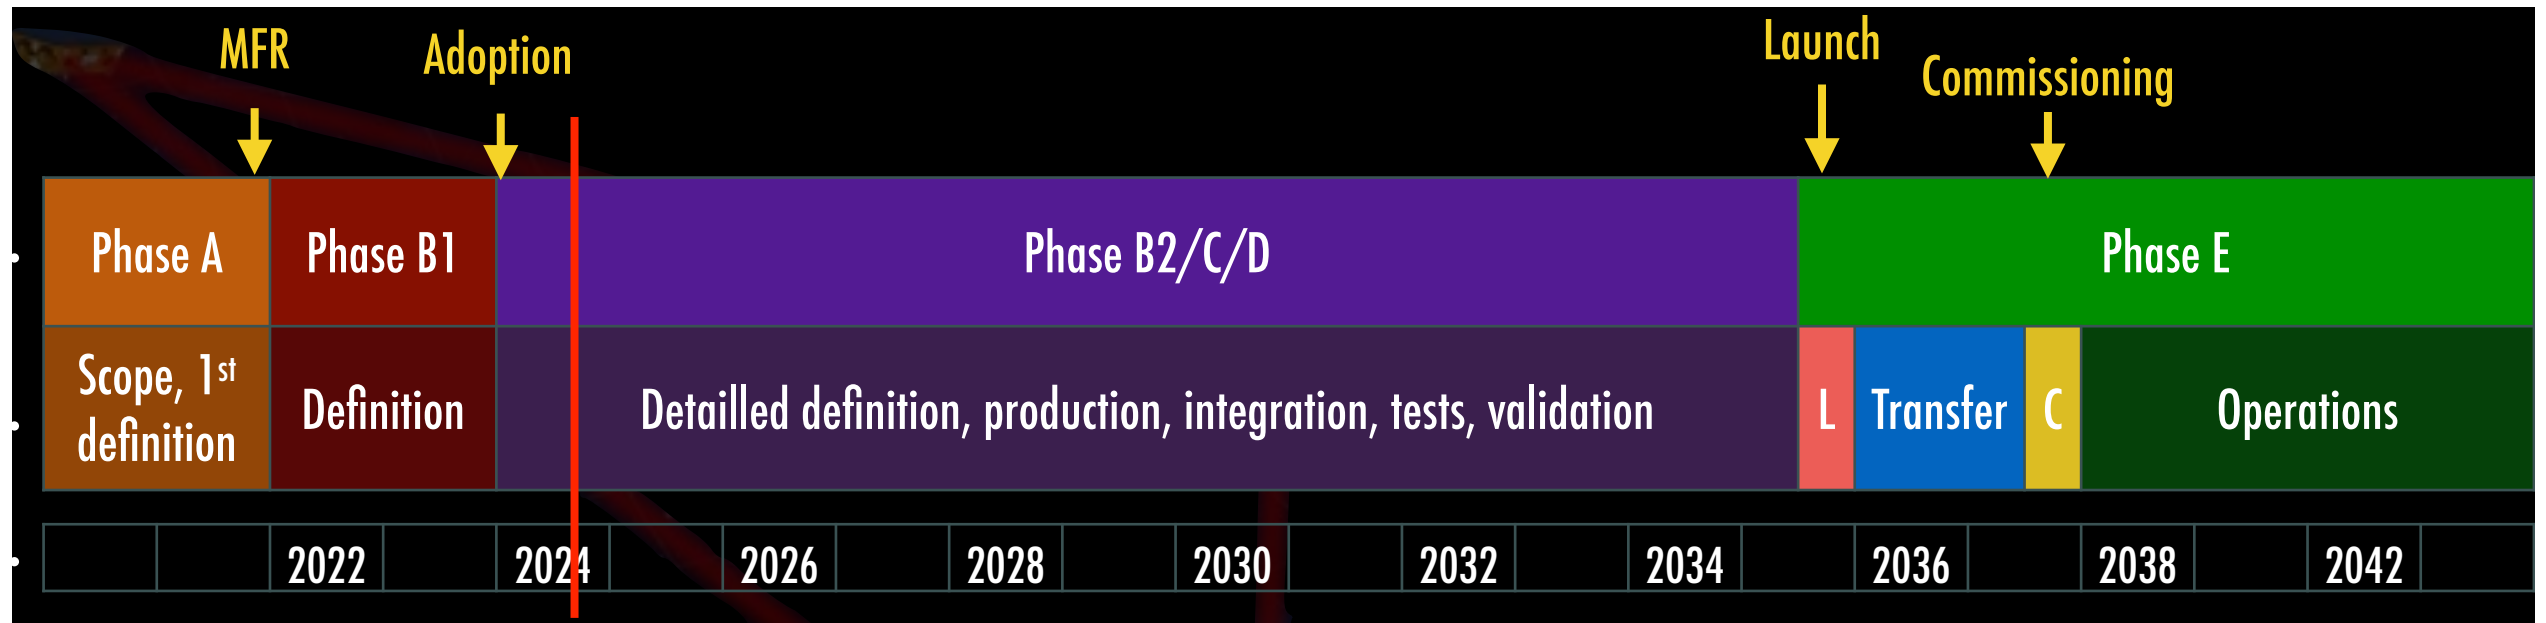 MFR
Adoption
Launch
Commissioning
Phase A
Phase B1
Phase B2/C/D
Phase E
Scope, 1st
definition
Definition
Detailled definition, production, integration, tests, validation
L
Transfer
C
Operations
2022
2024
2026
2028
2030
2032
2034
2036
2038
2042